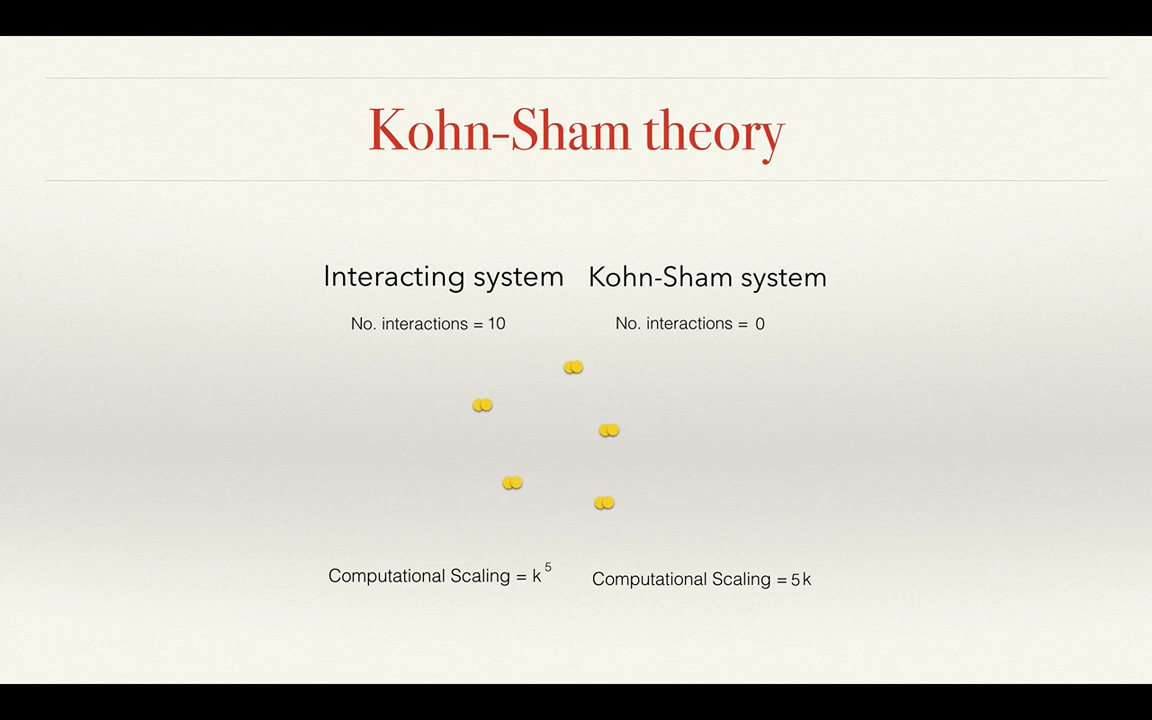 Kohn-Sham theory
Interacting system
No. interactions = 10
Kohn-Sham system
No. interactions = 0
Computational Scaling = k⁵
Computational Scaling = 5k